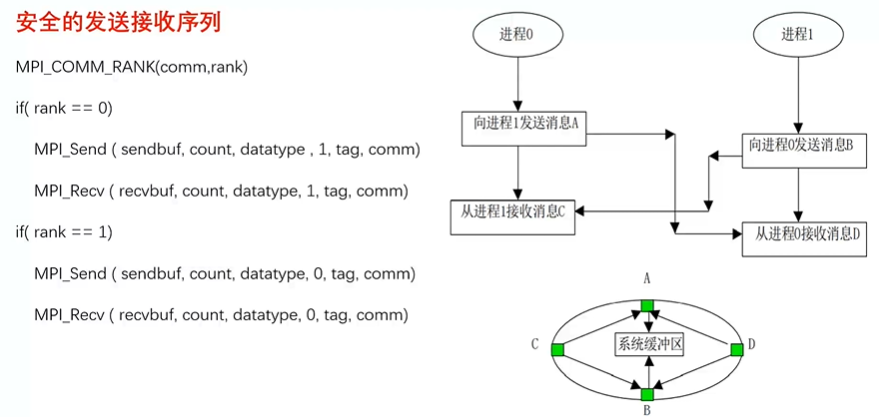 安全的发送接收序列
MPI_COMM_RANK(comm,rank)
if( rank == 0)
MPI_Send ( sendbuf, count, datatype , 1, tag, comm)
MPI_Recv ( recvbuf, count, datatype, 1, tag, comm)
if( rank == 1)
MPI_Send ( sendbuf, count, datatype, 0, tag, comm)
MPI_Recv ( recvbuf, count, datatype, 0, tag, comm)
进程0
进程1
向进程1发送消息A
向进程0发送消息B
从进程1接收消息C
从进程0接收消息D
A
C
系统缓冲区
D
B